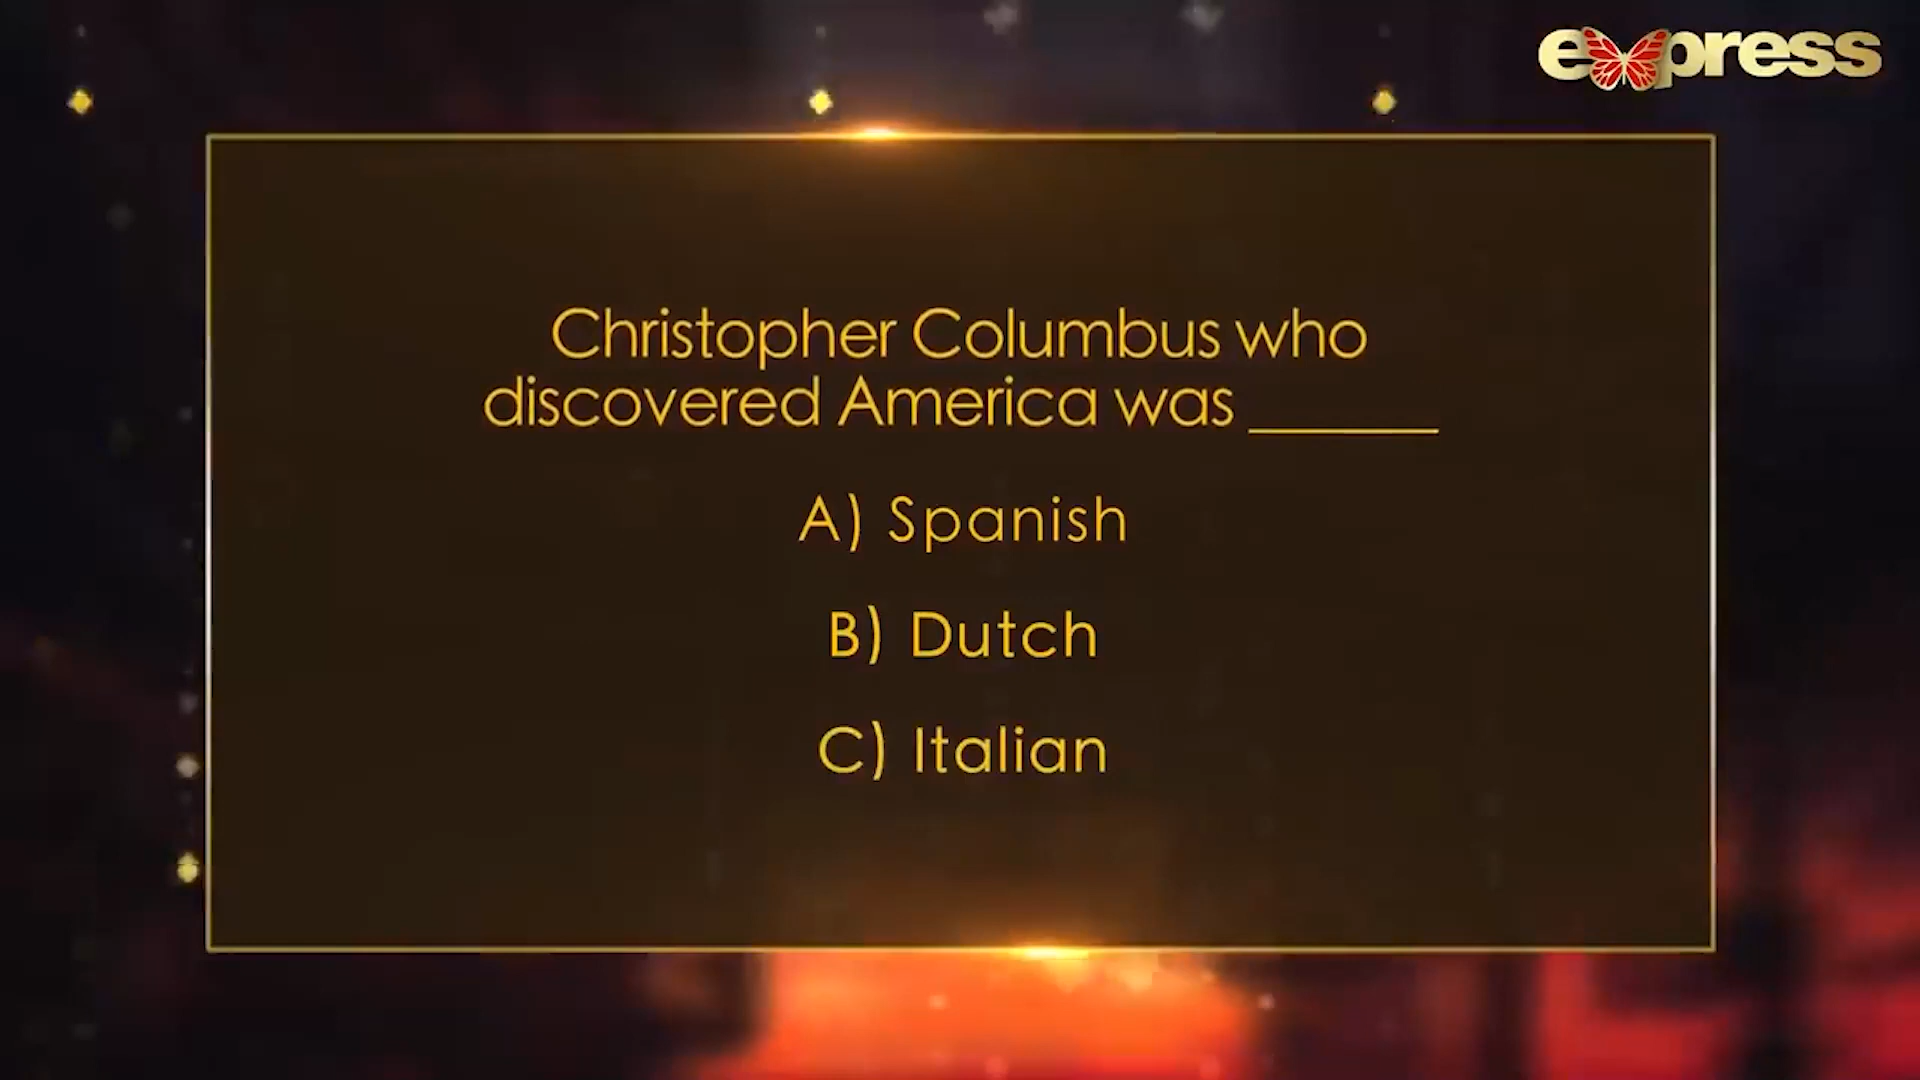 express
Christopher Columbus who
discovered America was ______
A) Spanish
B) Dutch
C) Italian